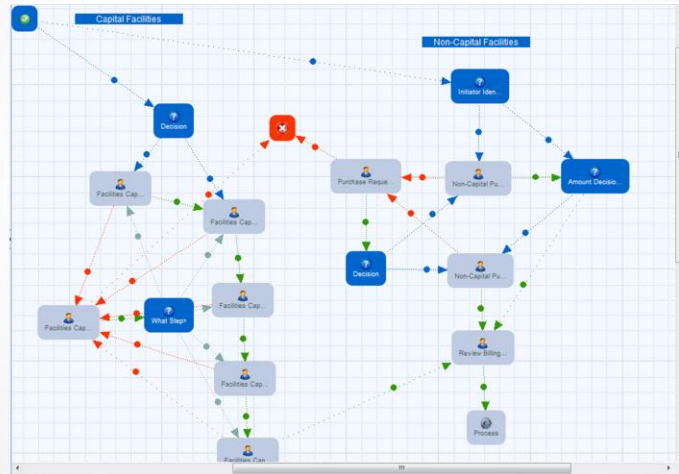 Capital Facilities
Non-Capital Facilities
Initiator Iden...
Decision
Purchase Reque...
Non-Capital Pu...
Amount Decisio...
Facilities Cap...
Facilities Cap...
Decision
Non-Capital Pu...
Facilities Cap...
What Step>
Facilities Cap...
Review Billing...
Facilities Cap...
Process
Facilities Cap...